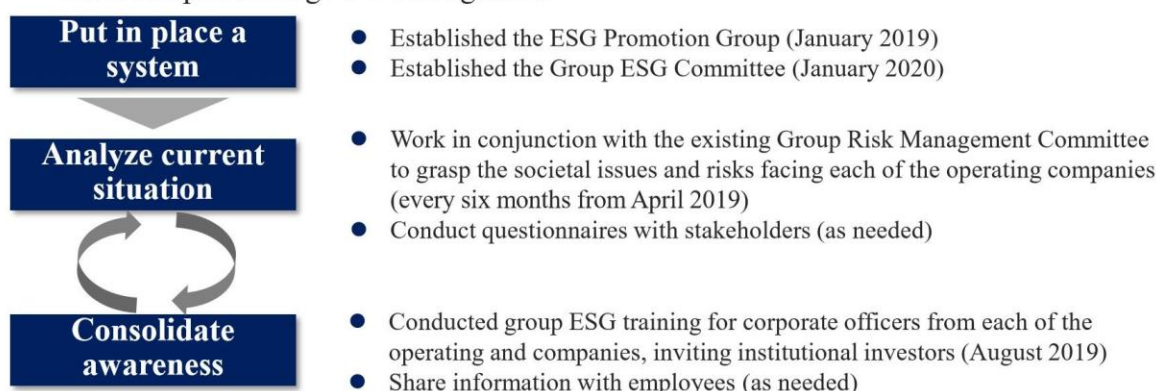 Put in place a
system
● Established the ESG Promotion Group (January 2019)
● Established the Group ESG Committee (January 2020)
Analyze current
situation
● Work in conjunction with the existing Group Risk Management Committee
to grasp the societal issues and risks facing each of the operating companies
(every six months from April 2019)
● Conduct questionnaires with stakeholders (as needed)
Consolidate
awareness
● Conducted group ESG training for corporate officers from each of the
operating and companies, inviting institutional investors (August 2019)
● Share information with employees (as needed)